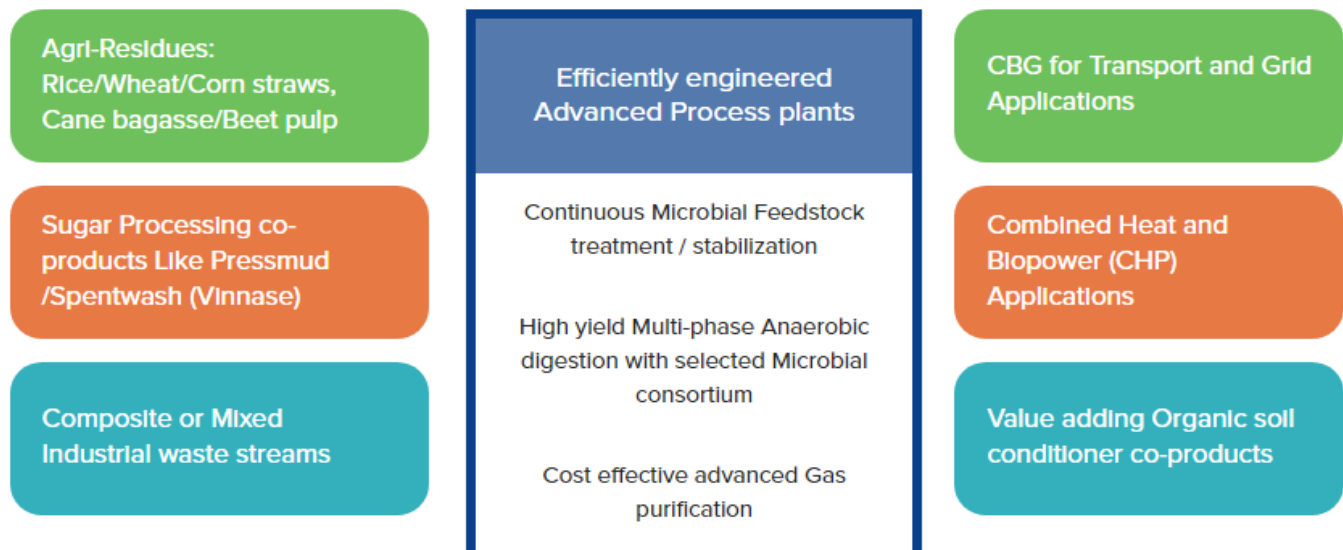 Agri-Residues:
Rice/Wheat/Corn straws,
Cane bagasse/Beet pulp
Sugar Processing co-
products Like Pressmud
/Spentwash (Vinnase)
Composite or Mixed
Industrial waste streams
Efficiently engineered
Advanced Process plants
Continuous Microbial Feedstock
treatment / stabilization
High yield Multi-phase Anaerobic
digestion with selected Microbial
consortium
Cost effective advanced Gas
purification
CBG for Transport and Grid
Applications
Combined Heat and
Biopower (CHP)
Applications
Value adding Organic soil
conditioner co-products